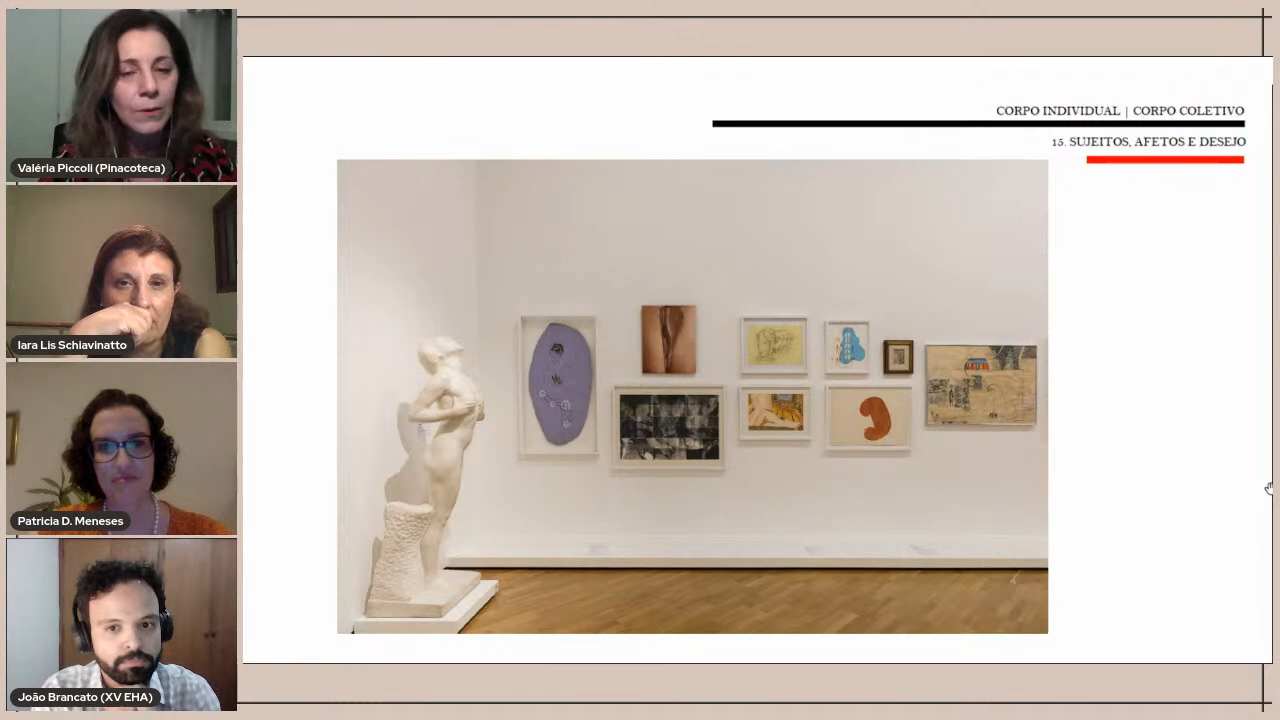 Valéria Piccoli (Pinacoteca)
Iara Lis Schiavinatto
Patricia D. Meneses
João Brancato (XV EHA)
CORPO INDIVIDUAL | CORPO COLETIVO
15. SUJEITOS, AFETOS E DESEJO